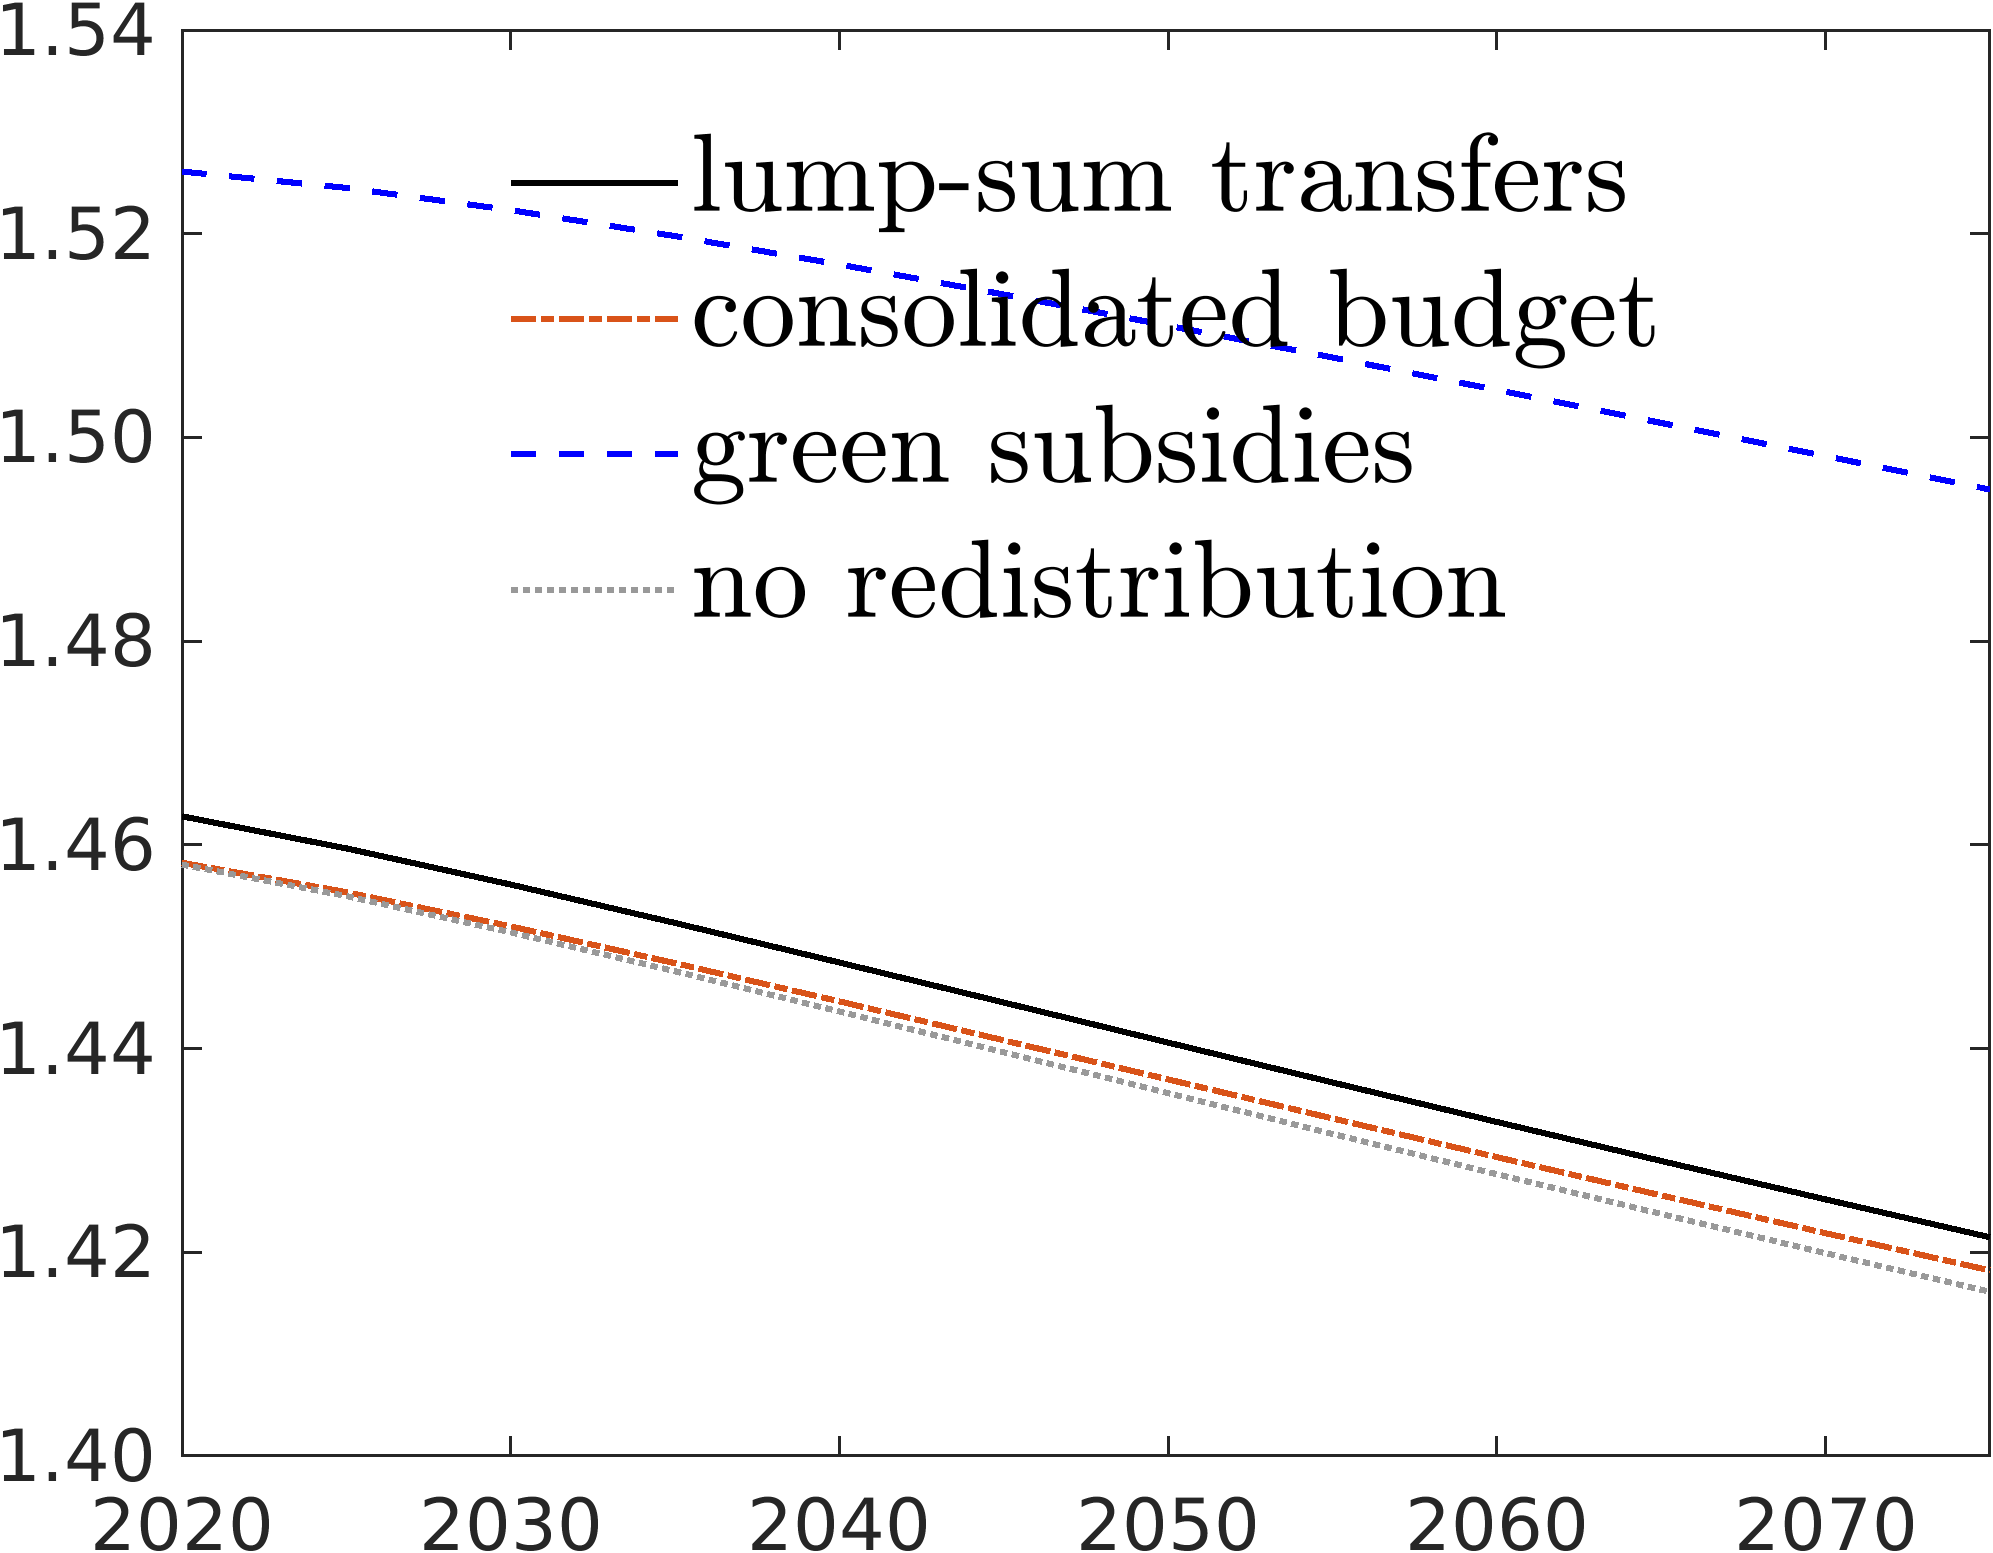 1.54
1.52
1.50
1.48
1.46
1.44
1.42
1.40
lump-sum transfers
consolidated budget
green subsidies
no redistribution
2020 2030 2040 2050 2060 2070